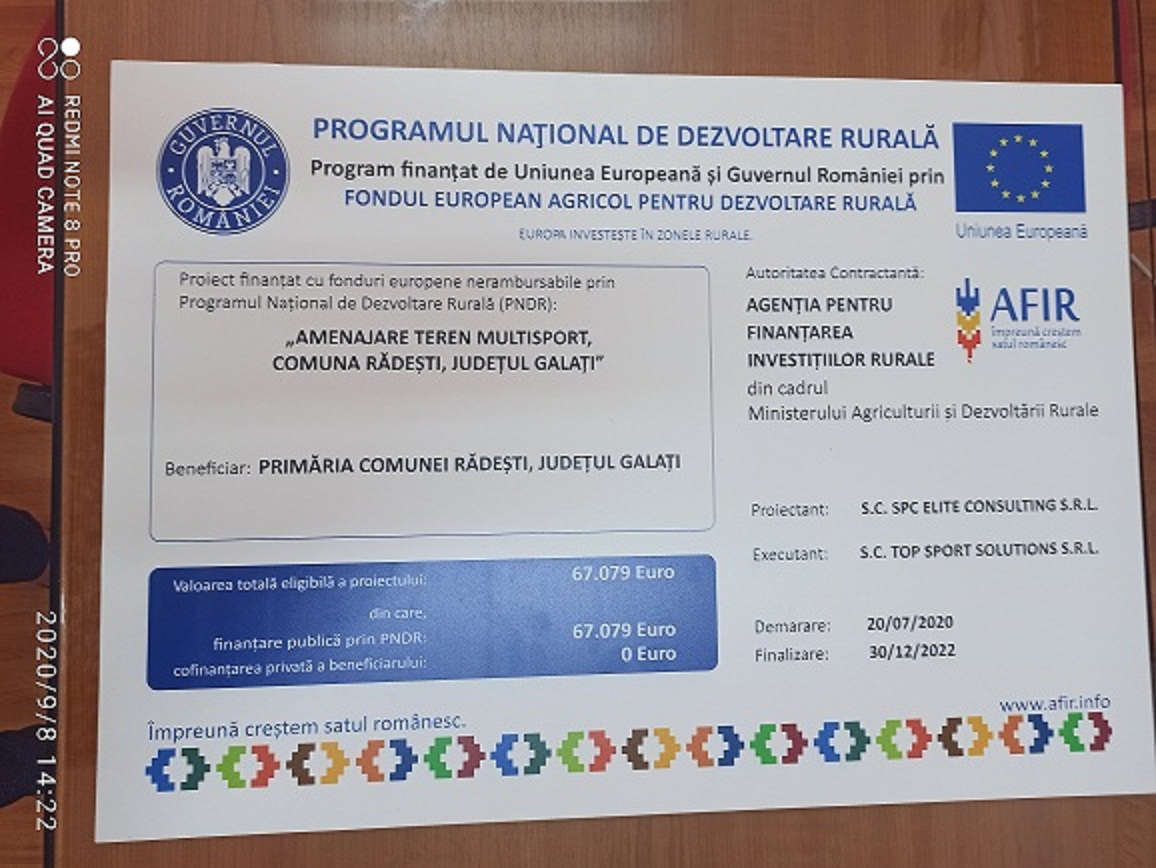 PROGRAMUL NAŢIONAL DE DEZVOLTARE RURALĂ
Program finanțat de Uniunea Europeană și Guvernul României prin
FONDUL EUROPEAN AGRICOL PENTRU DEZVOLTARE RURALĂ
EUROPA INVESTEȘTE ÎN ZONELE RURALE.
GUVERNUL ROMÂNIEI
Uniunea Europeană
Proiect finanțat cu fonduri europene nerambursabile prin
Programul Național de Dezvoltare Rurală (PNDR):
„AMENAJARE TEREN MULTISPORT,
COMUNA RĂDEȘTI, JUDEȚUL GALAȚI”
Beneficiar: PRIMĂRIA COMUNEI RĂDEȘTI, JUDEȚUL GALAȚI
Autoritatea Contractantă:
AGENȚIA PENTRU
FINANȚAREA
INVESTIȚIILOR RURALE
din cadrul
Ministerului Agriculturii și Dezvoltării Rurale
AFIR
împreună creștem
satul românesc
Proiectant: S.C. SPC ELITE CONSULTING S.R.L.
Executant: S.C. TOP SPORT SOLUTIONS S.R.L.
Demarare: 20/07/2020
Finalizare: 30/12/2022
Valoarea totală eligibilă a proiectului: 67.079 Euro
din care,
finanțare publică prin PNDR: 67.079 Euro
cofinanțarea privată a beneficiarului: 0 Euro
Împreună creștem satul românesc.
www.afir.info
REDMI NOTE 8 PRO
AI QUAD CAMERA
2020/9/8 14:22